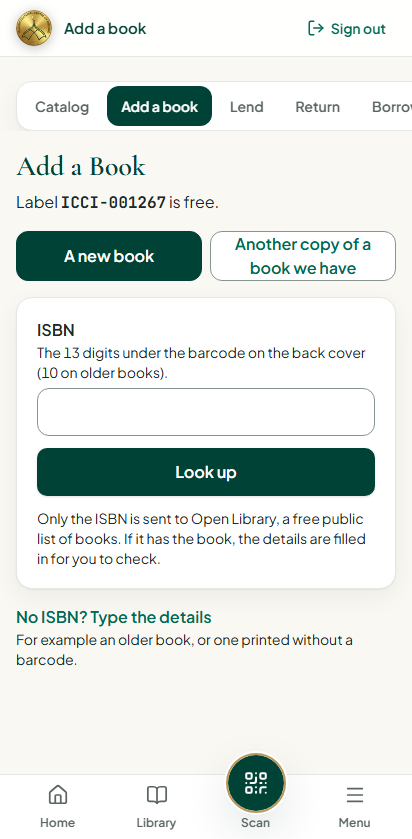 Add a book
Sign out
Catalog
Add a book
Lend
Return
Borrow
Add a Book
Label ICCI-001267 is free.
A new book
Another copy of a
book we have
ISBN
The 13 digits under the barcode on the back cover
(10 on older books).
Look up
Only the ISBN is sent to Open Library, a free public
list of books. If it has the book, the details are filled
in for you to check.
No ISBN? Type the details
For example an older book, or one printed without a
barcode.
Home
Library
Scan
Menu